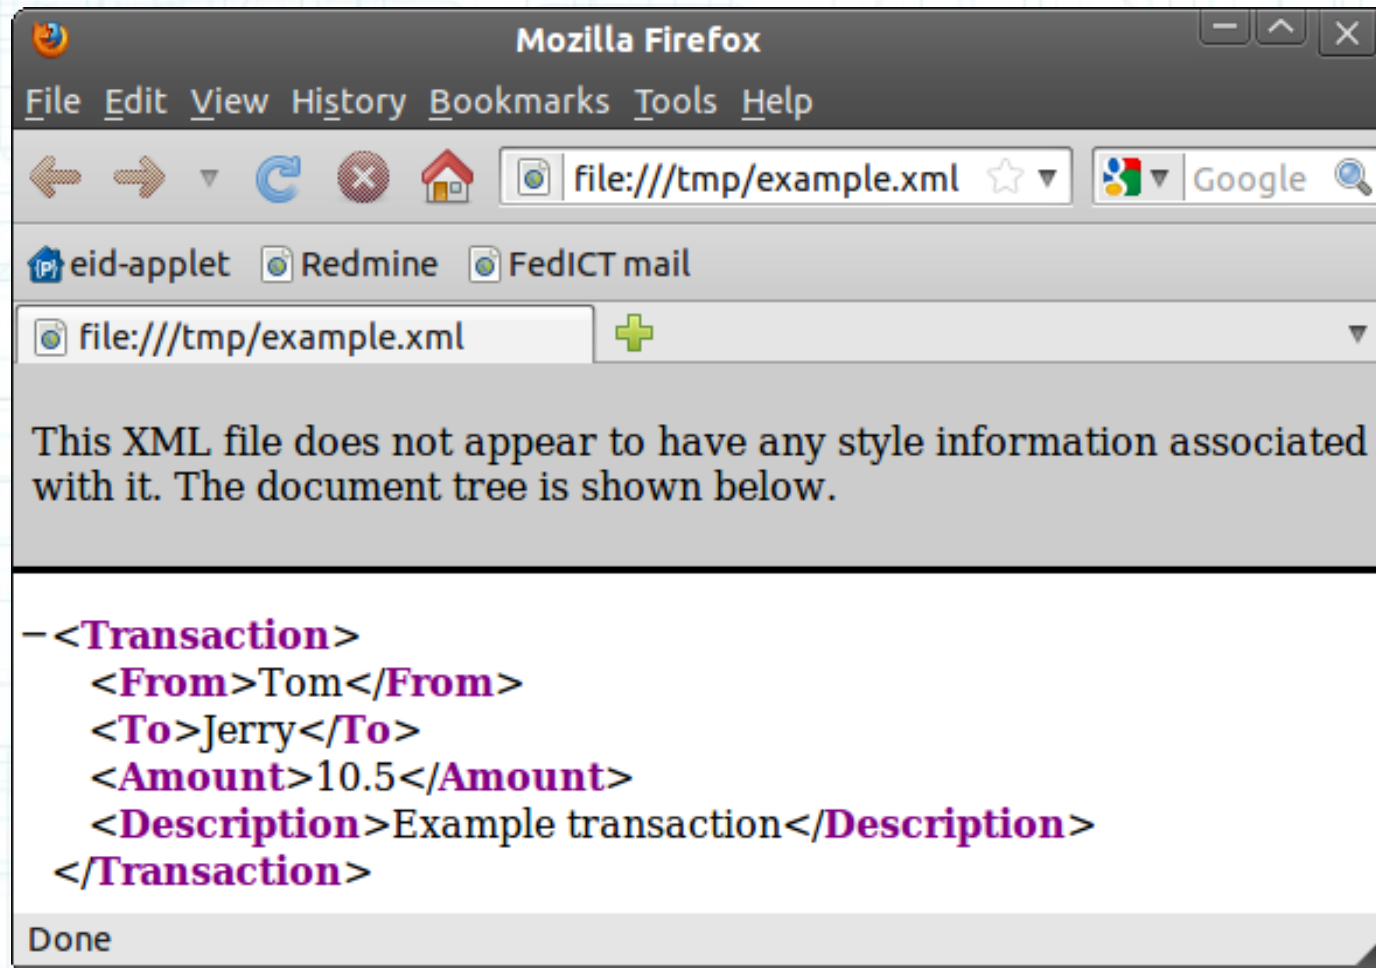 Mozilla Firefox
File Edit View History Bookmarks Tools Help
file:///tmp/example.xml Google
eid-applet Redmine FedICT mail
file:///tmp/example.xml
This XML file does not appear to have any style information associated
with it. The document tree is shown below.
−<Transaction>
<From>Tom</From>
<To>Jerry</To>
<Amount>10.5</Amount>
<Description>Example transaction</Description>
</Transaction>
Done